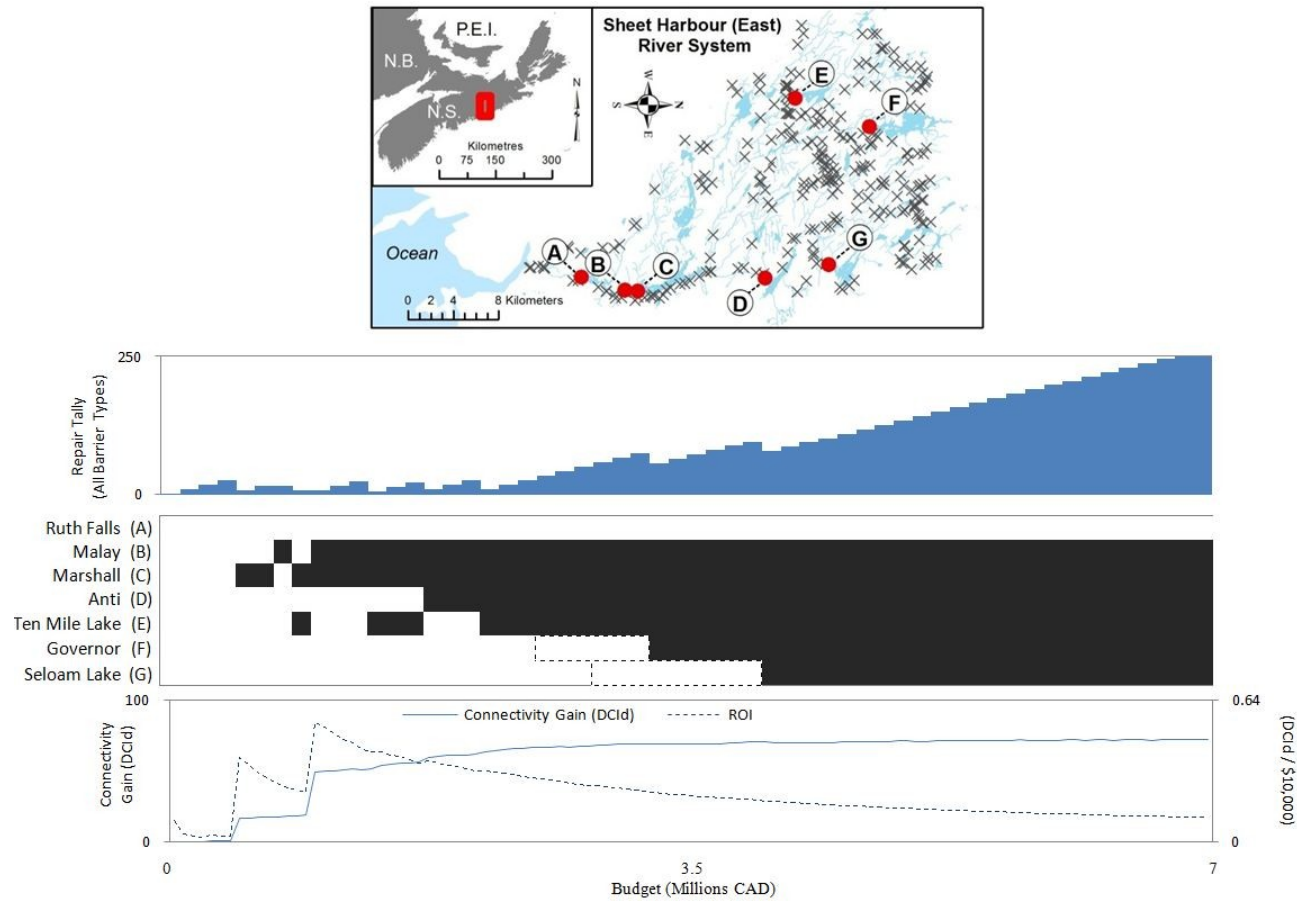 P.E.I.
N.B.
N.S.
N
Kilometres
0 75 150 300
Sheet Harbour (East)
River System
W
S N
E
E
F
Ocean
A
B
C
G
D
0 2 4 8 Kilometers
250
Repair Tally
(All Barrier Types)
0
Ruth Falls (A)
Malay (B)
Marshall (C)
Anti (D)
Ten Mile Lake (E)
Governor (F)
Seloam Lake (G)
100
0.64
Connectivity Gain (DCId)
ROI
Connectivity
Gain (DCId)
(DCId / $10,000)
0
0
0
3.5
7
Budget (Millions CAD)